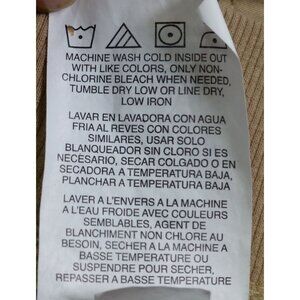 MACHINE WASH COLD INSIDE OUT
WITH LIKE COLORS, ONLY NON-
CHLORINE BLEACH WHEN NEEDED,
TUMBLE DRY LOW OR LINE DRY,
LOW IRON
LAVAR EN LAVADORA CON AGUA
FRIA AL REVES CON COLORES
SIMILARES, USAR SOLO
BLANQUEADOR SIN CLORO SI ES
NECESARIO, SECAR COLGADO O EN
SECADORA A TEMPERATURA BAJA,
PLANCHAR A TEMPERATURA BAJA
LAVER A L'ENVERS A LA MACHINE
A L'EAU FROIDE AVEC COULEURS
SEMBLABLES, AGENT DE
BLANCHIMENT NON CHLORE AU
BESOIN, SECHER A LA MACHINE A
BASSE TEMPERATURE OU
SUSPENDRE POUR SECHER,
REPASSER A BASSE TEMPERATURE